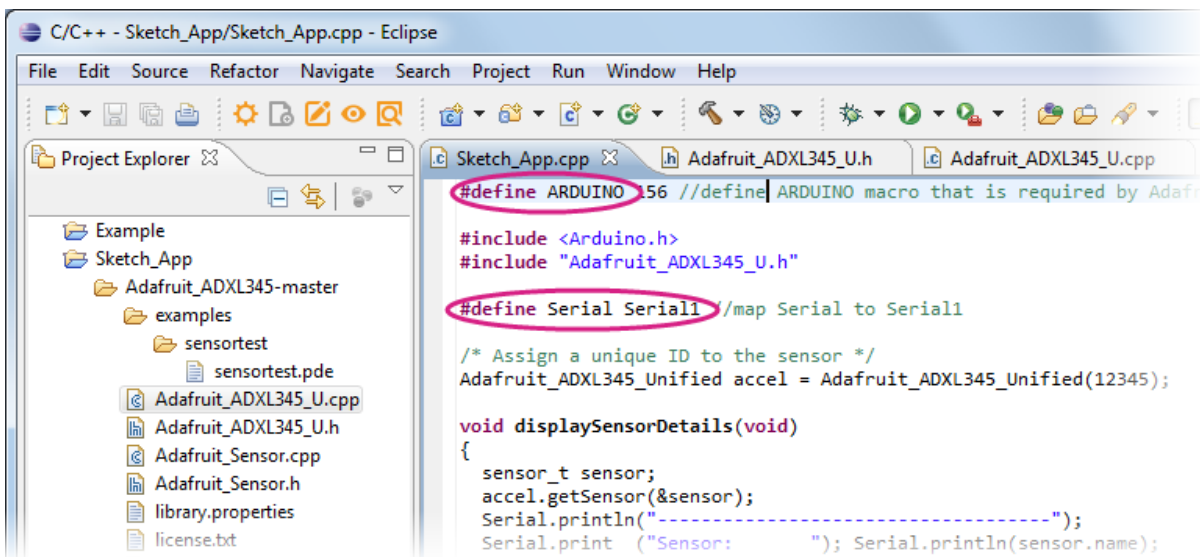 C/C++ - Sketch_App/Sketch_App.cpp - Eclipse
File Edit Source Refactor Navigate Search Project Run Window Help
Project Explorer
Example
Sketch_App
Adafruit_ADXL345-master
examples
sensortest
sensortest.pde
Adafruit_ADXL345_U.cpp
Adafruit_ADXL345_U.h
Adafruit_Sensor.cpp
Adafruit_Sensor.h
library.properties
license.txt
Sketch_App.cpp Adafruit_ADXL345_U.h Adafruit_ADXL345_U.cpp
#define ARDUINO 156 //define ARDUINO macro that is required by Adafr
#include <Arduino.h>
#include "Adafruit_ADXL345_U.h"
#define Serial Serial1 //map Serial to Serial1
/* Assign a unique ID to the sensor */
Adafruit_ADXL345_Unified accel = Adafruit_ADXL345_Unified(12345);
void displaySensorDetails(void)
{
sensor_t sensor;
accel.getSensor(&sensor);
Serial.println("------------------------------------");
Serial.print  ("Sensor:       "); Serial.println(sensor.name);